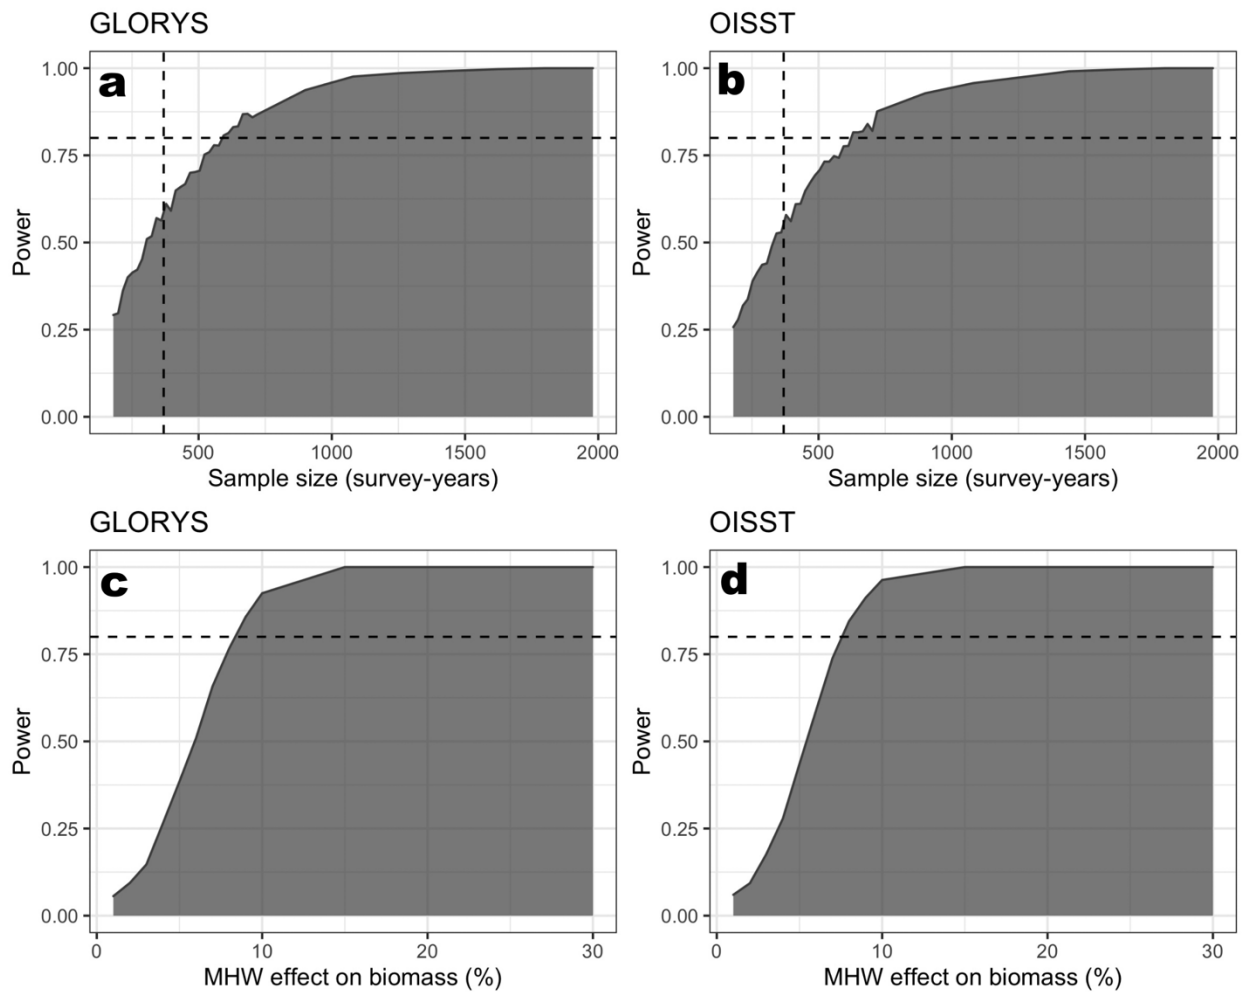 GLORYS
a
1.00
0.75
0.50
0.25
0.00
Power
500
1000
1500
2000
Sample size (survey-years)
OISST
b
1.00
0.75
0.50
0.25
0.00
Power
500
1000
1500
2000
Sample size (survey-years)
GLORYS
c
1.00
0.75
0.50
0.25
0.00
Power
0
10
20
30
MHW effect on biomass (%)
OISST
d
1.00
0.75
0.50
0.25
0.00
Power
0
10
20
30
MHW effect on biomass (%)